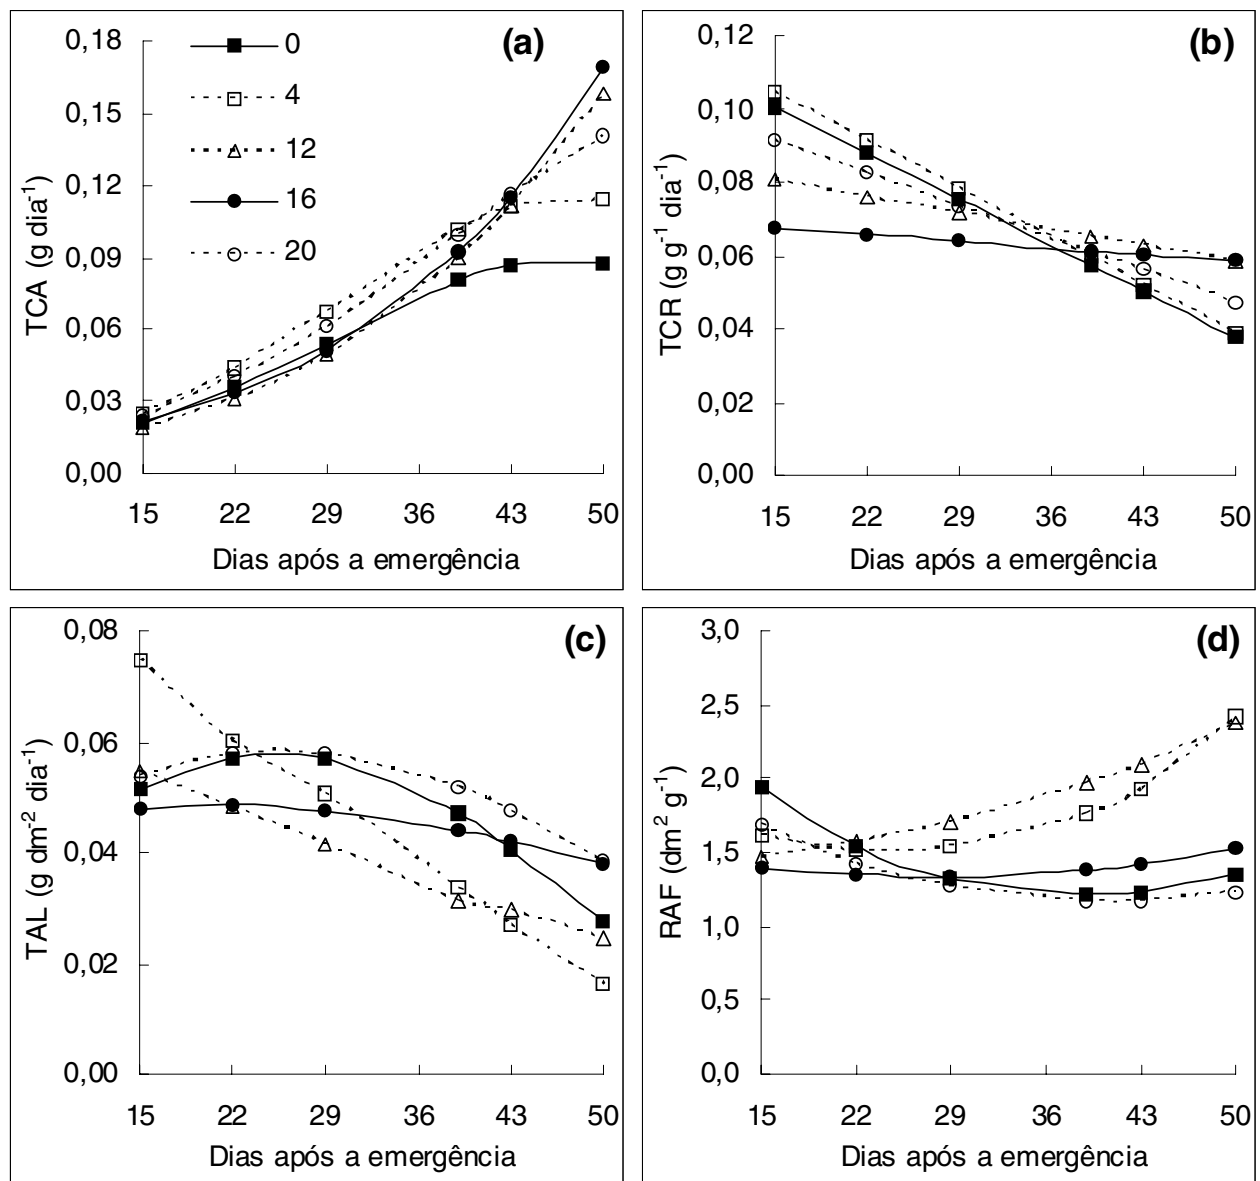 (a)
0,18
0,15
0,12
0,09
0,06
0,03
0,00
TCA (g dia-1)
0
4
12
16
20
15 22 29 36 43 50
Dias após a emergência
(b)
0,12
0,10
0,08
0,06
0,04
0,02
0,00
TCR (g g-1 dia-1)
15 22 29 36 43 50
Dias após a emergência
(c)
0,08
0,06
0,04
0,02
0,00
TAL (g dm-2 dia-1)
15 22 29 36 43 50
Dias após a emergência
(d)
3,0
2,5
2,0
1,5
1,0
0,5
0,0
RAF (dm2 g-1)
15 22 29 36 43 50
Dias após a emergência